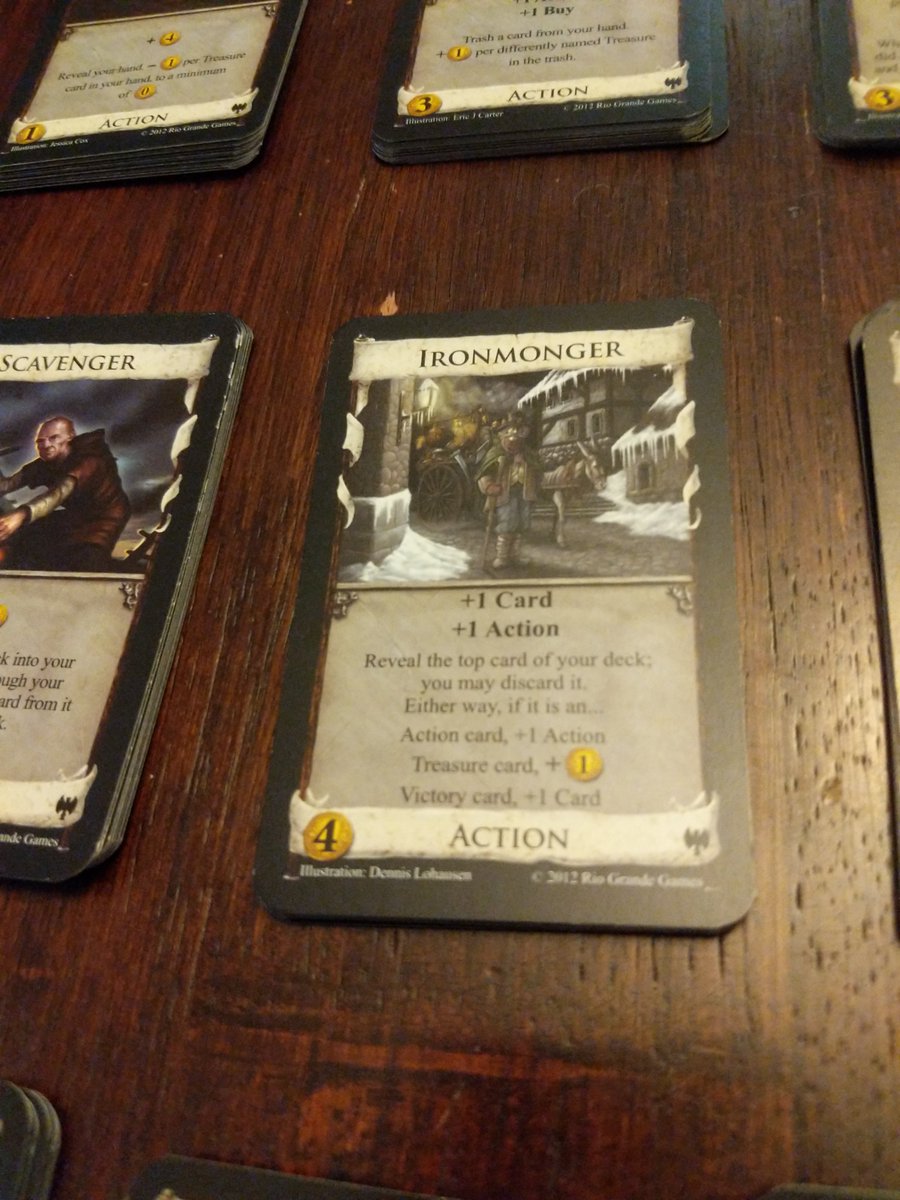 + 4
Reveal your hand. – 1 per Treasure
card in your hand, to a minimum
of 0
1
ACTION
Illustration: Jessica Cox
© 2012 Rio Grande Games
+1 Buy
Trash a card from your hand.
+ 1 per differently named Treasure
in the trash.
3
ACTION
Illustration: Eric J Carter
© 2012 Rio Grande Games
did
and
3
SCAVENGER
k into your
ough your
ard from it
k.
ande Games
IRONMONGER
+1 Card
+1 Action
Reveal the top card of your deck;
you may discard it.
Either way, if it is an...
Action card, +1 Action
Treasure card, + 1
Victory card, +1 Card
4
ACTION
Illustration: Dennis Lohausen
© 2012 Rio Grande Games